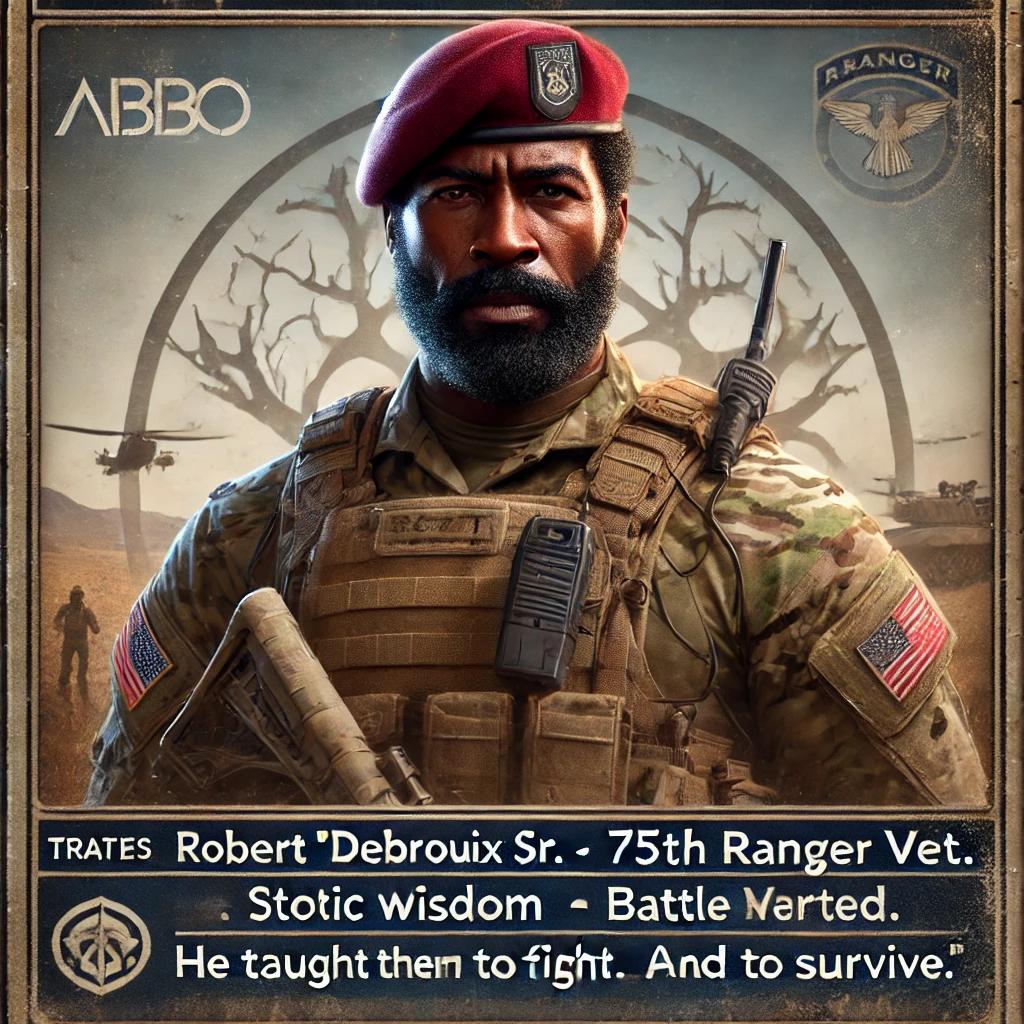 ABBO
RANGER
TRATES Robert "Debrouix Sr. - 75th Ranger Vet.
. Stotic wisdom - Battle Narted.
He taught them to fight. And to survive."